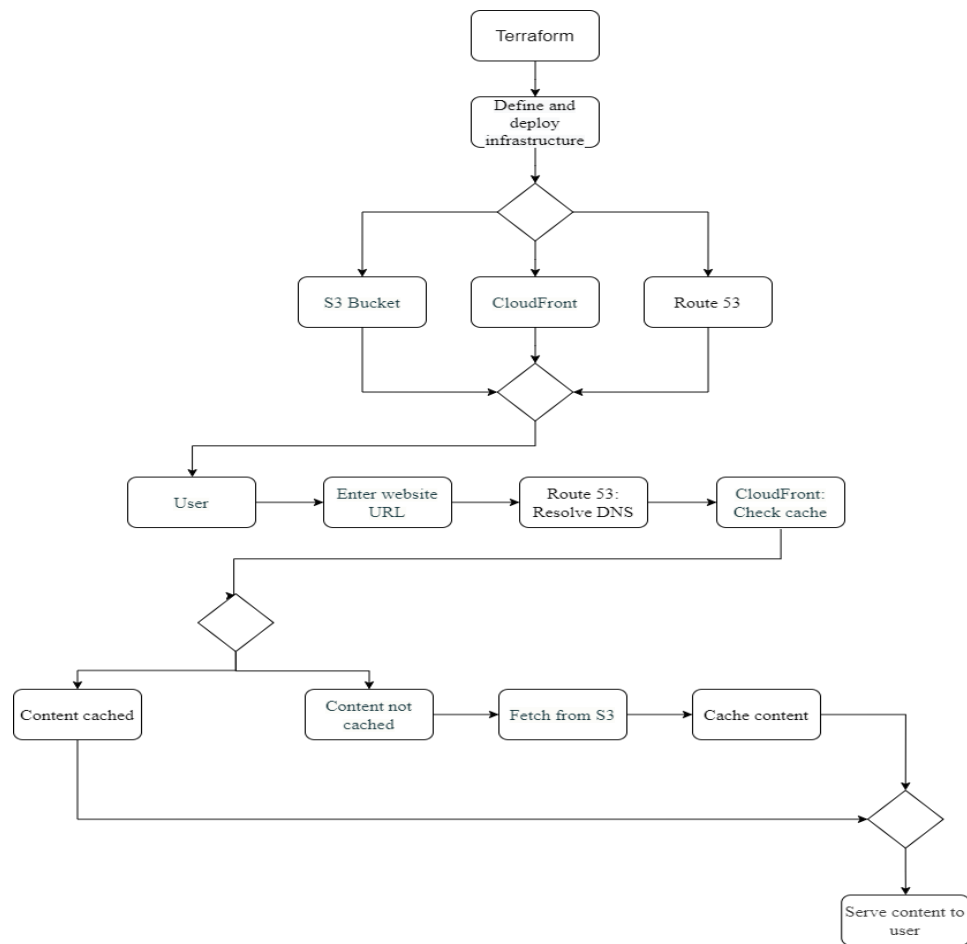 Terraform
Define and
deploy
infrastructure
S3 Bucket
CloudFront
Route 53
User
Enter website
URL
Route 53:
Resolve DNS
CloudFront:
Check cache
Content cached
Content not
cached
Fetch from S3
Cache content
Serve content to
user